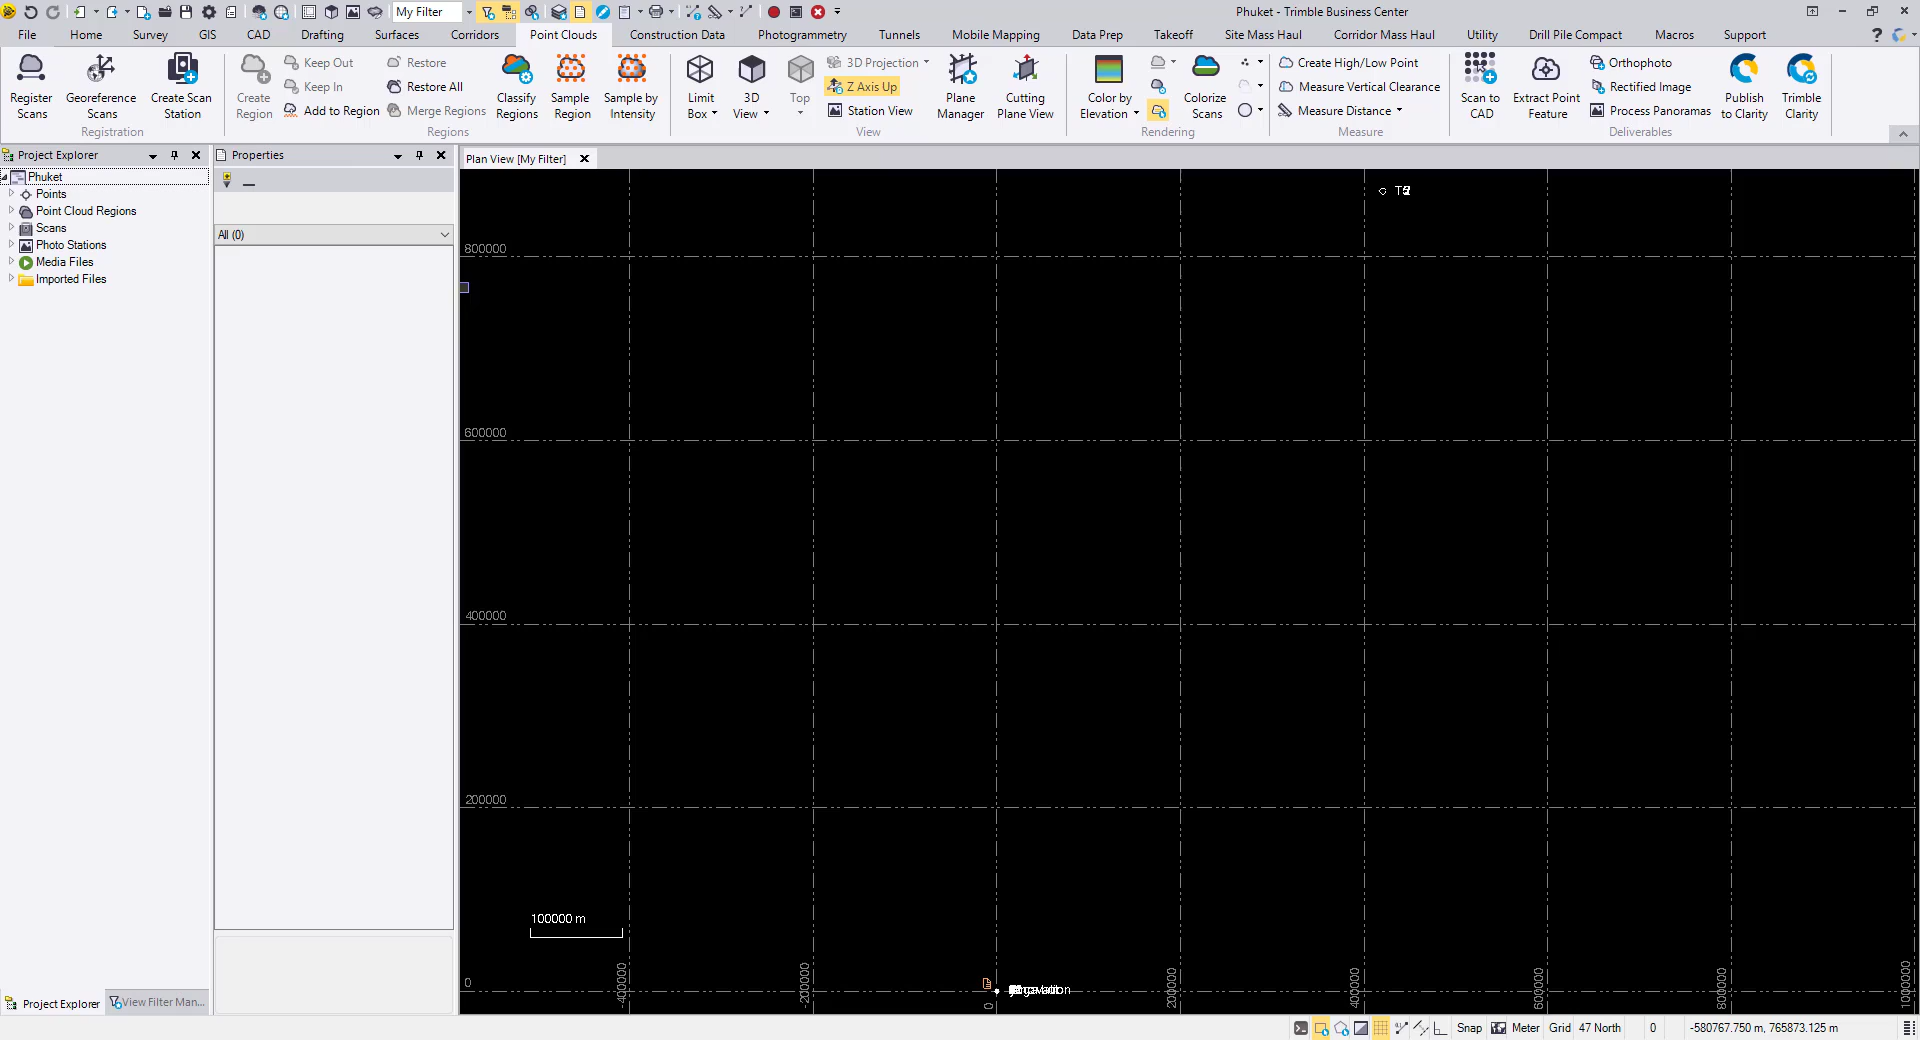 My Filter
Phuket - Trimble Business Center
File Home Survey GIS CAD Drafting Surfaces Corridors Point Clouds Construction Data Photogrammetry Tunnels Mobile Mapping Data Prep Takeoff Site Mass Haul Corridor Mass Haul Utility Drill Pile Compact Macros Support
Register Scans
Georeference Scans
Create Scan Station
Registration
Create Region
Keep Out
Keep In
Add to Region
Restore
Restore All
Merge Regions
Classify Regions
Sample Region
Sample by Intensity
Regions
Limit Box
3D View
Top
3D Projection
Z Axis Up
Station View
Plane Manager
Cutting Plane View
View
Color by Elevation
Colorize Scans
Rendering
Create High/Low Point
Measure Vertical Clearance
Measure Distance
Measure
Scan to CAD
Extract Point Feature
Orthophoto
Rectified Image
Process Panoramas
Publish to Clarity
Trimble Clarity
Deliverables
Project Explorer
Phuket
Points
Point Cloud Regions
Scans
Photo Stations
Media Files
Imported Files
Properties
All (0)
Plan View [My Filter]
800000
600000
400000
200000
0
100000 m
-400000
-200000
0
200000
400000
600000
800000
1000000
Project Explorer
View Filter Man...
Snap
Meter
Grid
47 North
0
-580767.750 m, 765873.125 m